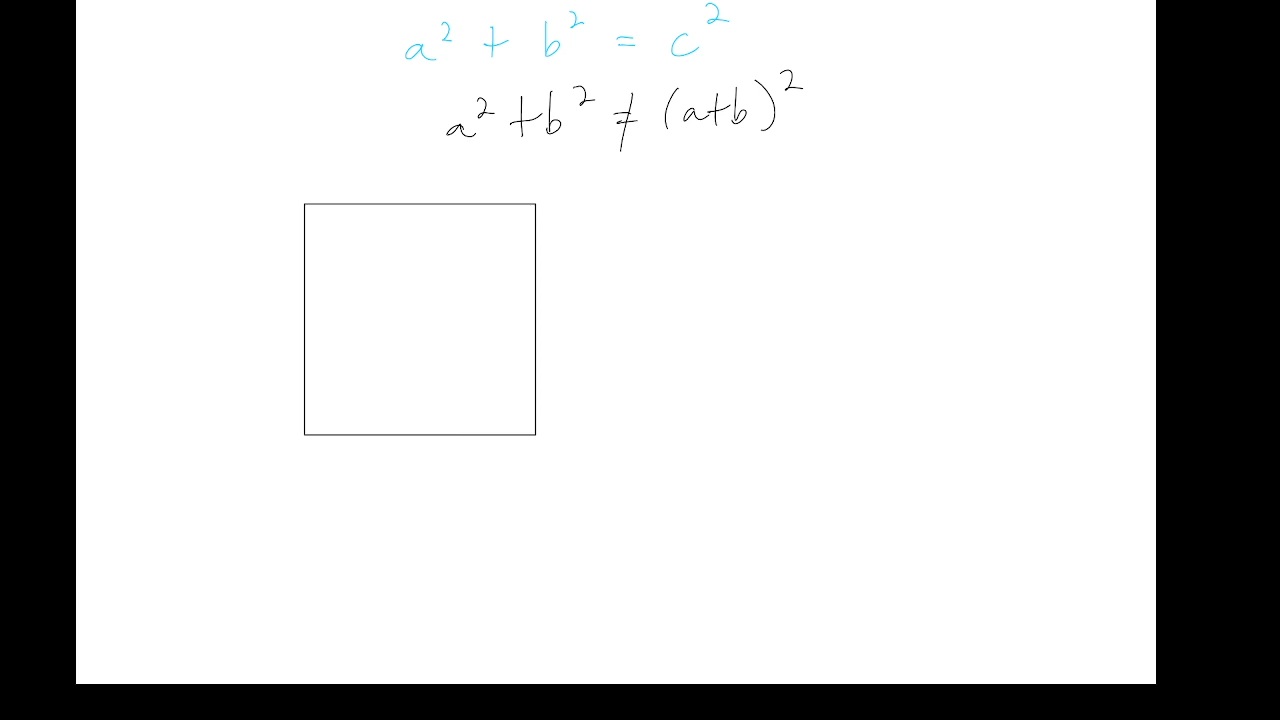 a² + b² = c²
a² + b² ≠ (a+b)²